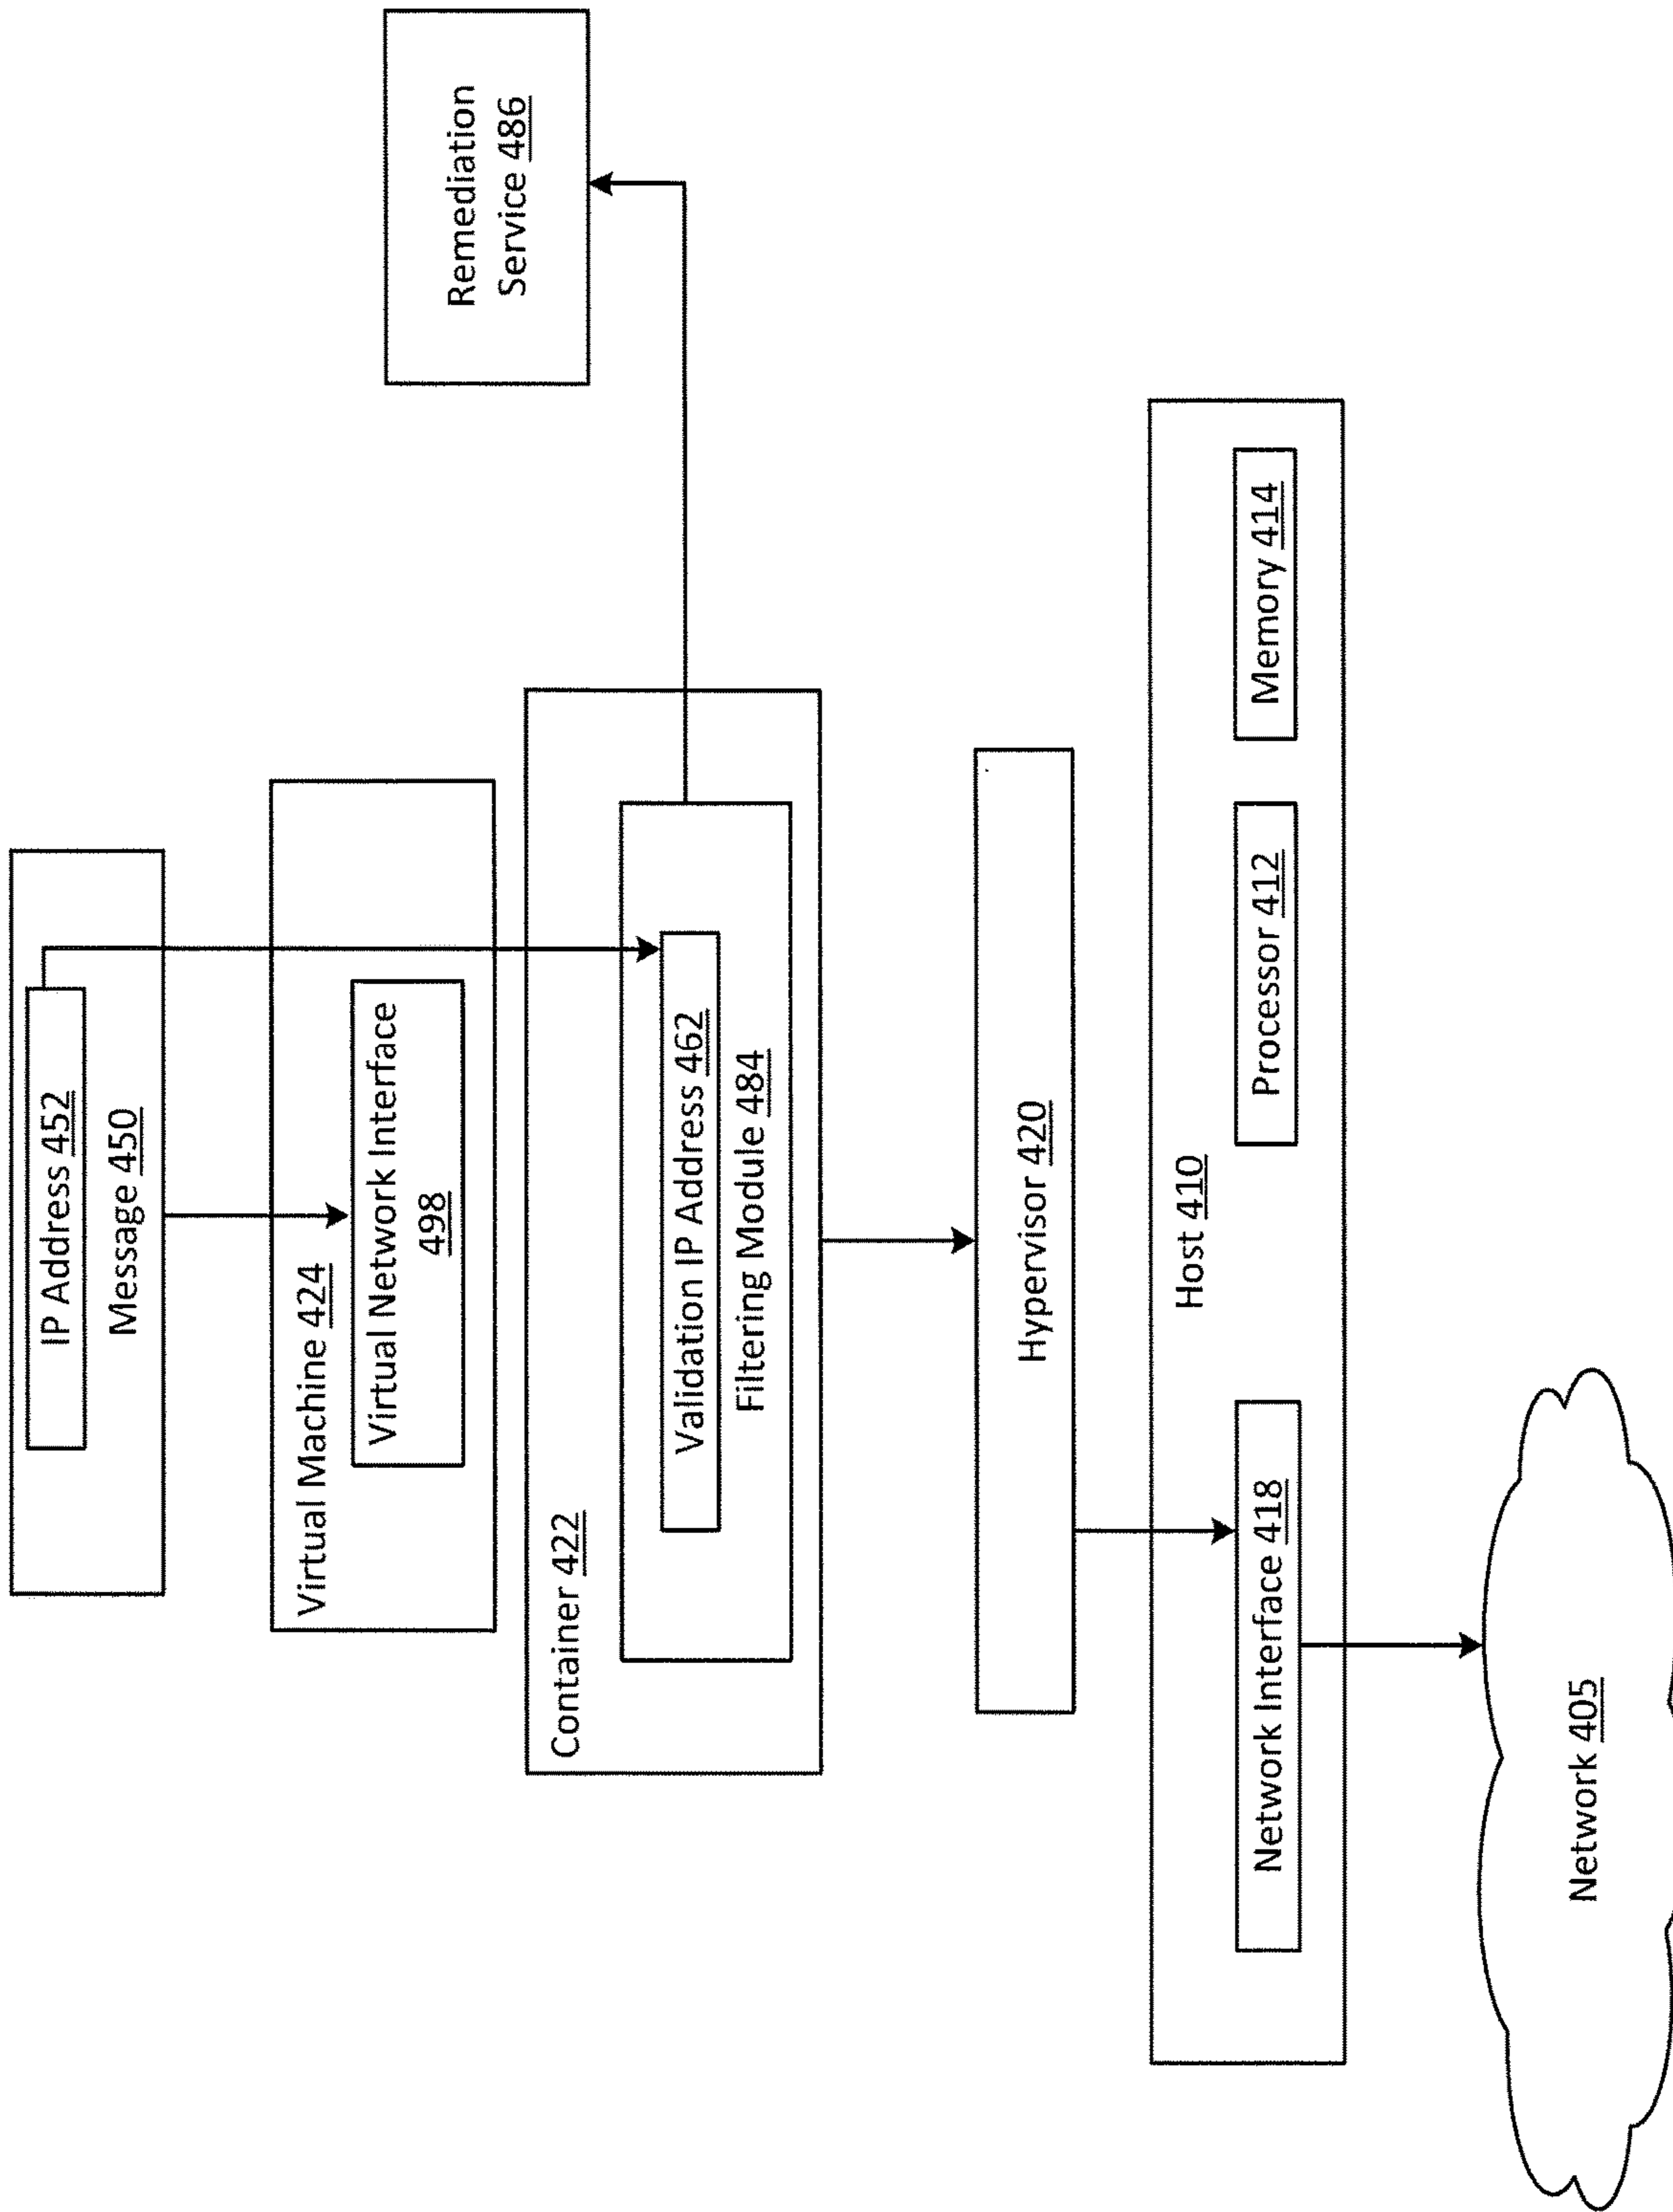 IP Address 452
Message 450
Virtual Machine 424
Virtual Network Interface
498
Remediation
Service 486
Container 422
Validation IP Address 462
Filtering Module 484
Hypervisor 420
Host 410
Network Interface 418
Processor 412
Memory 414
Network 405